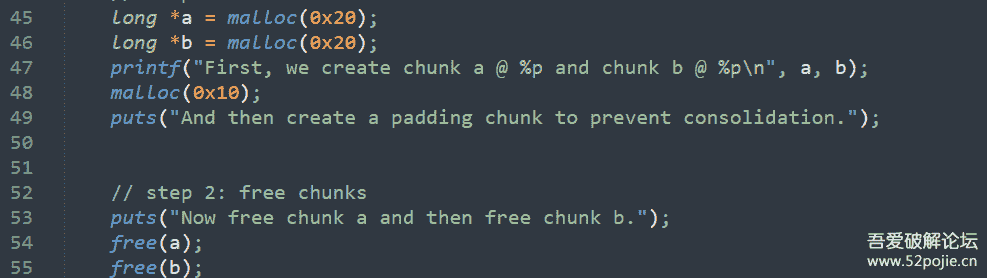 45 long *a = malloc(0x20);
46 long *b = malloc(0x20);
47 printf("First, we create chunk a @ %p and chunk b @ %p\n", a, b);
48 malloc(0x10);
49 puts("And then create a padding chunk to prevent consolidation.");
50
51
52 // step 2: free chunks
53 puts("Now free chunk a and then free chunk b.");
54 free(a);
55 free(b);
吾爱破解论坛
www.52pojie.cn